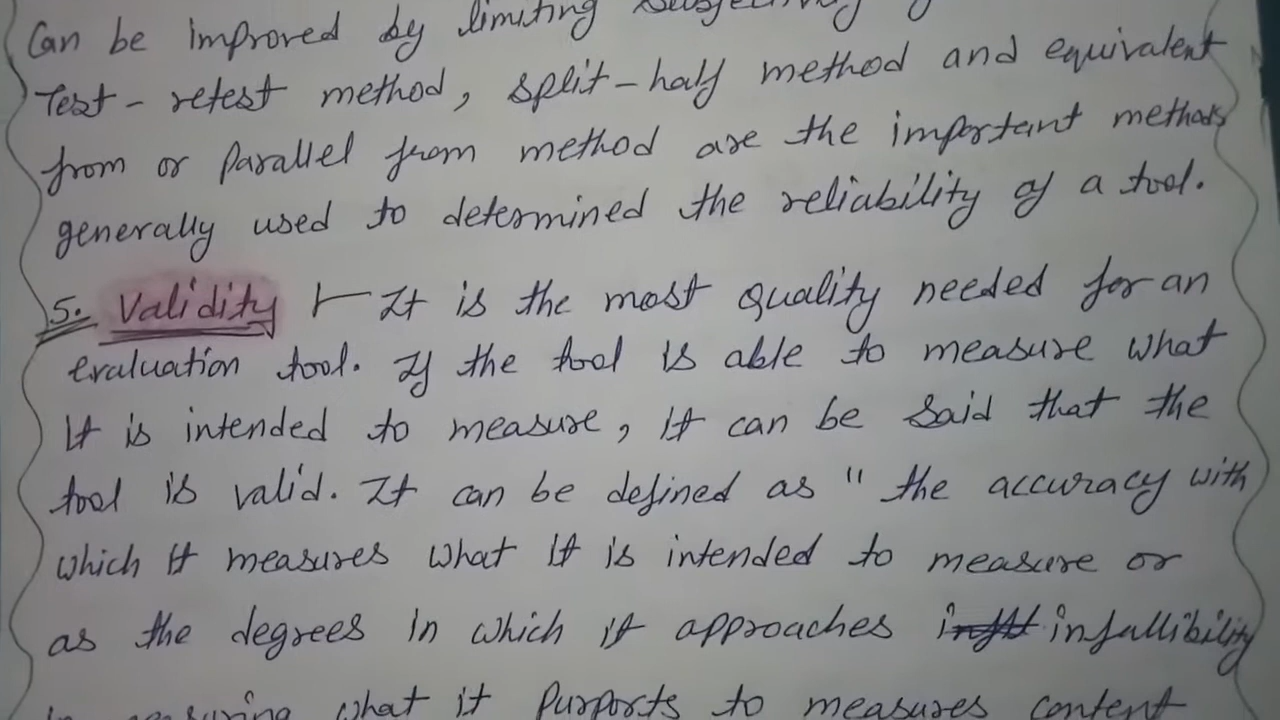 Can be improved by limiting
Test - retest method, split-half method and equivalent
from or parallel from method are the important methods
generally used to determined the reliability of a tool.
5. Validity :- It is the most quality needed for an
evaluation tool. If the tool is able to measure what
it is intended to measure, it can be said that the
tool is valid. It can be defined as " the accuracy with
which it measures what it is intended to measure or
as the degrees in which it approaches infallibility
what it purports to measures content